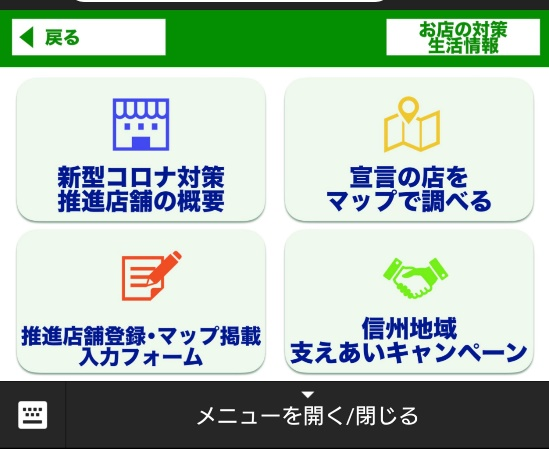 戻る
お店の対策
生活情報
新型コロナ対策
推進店舗の概要
宣言の店を
マップで調べる
推進店舗登録・マップ掲載
入力フォーム
信州地域
支えあいキャンペーン
メニューを開く/閉じる